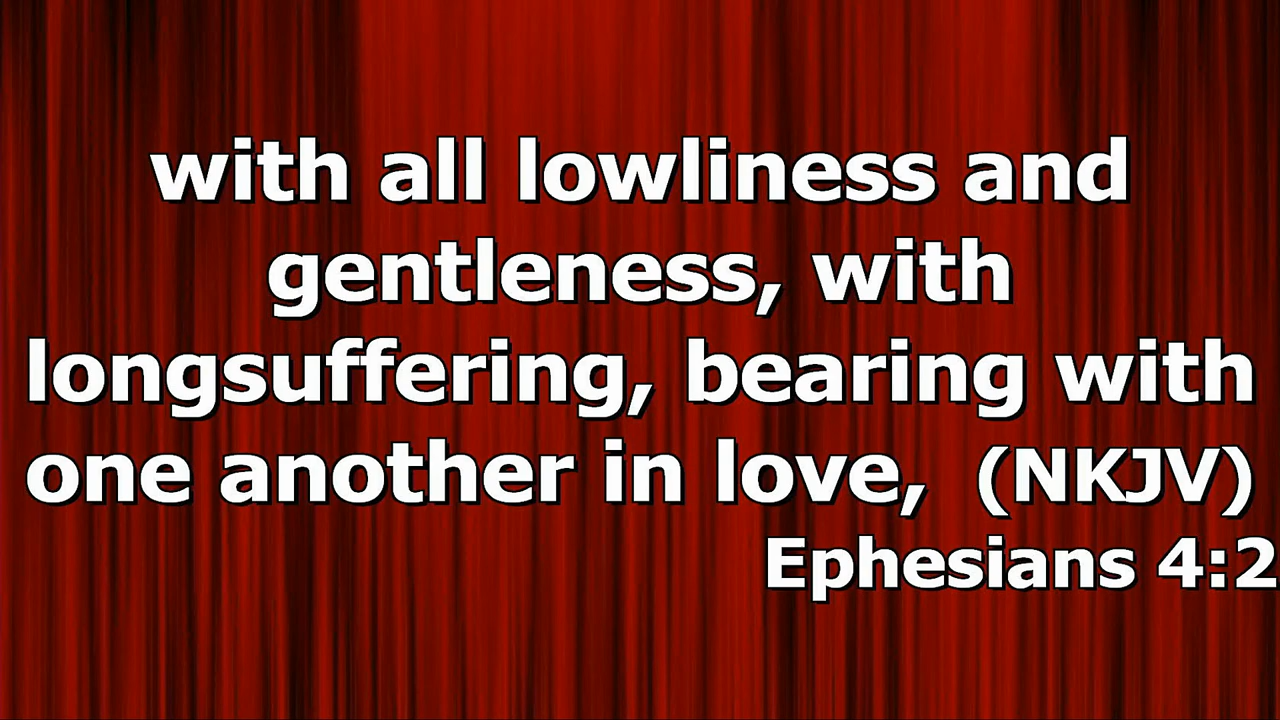 with all lowliness and
gentleness, with
longsuffering, bearing with
one another in love, (NKJV)
Ephesians 4:2